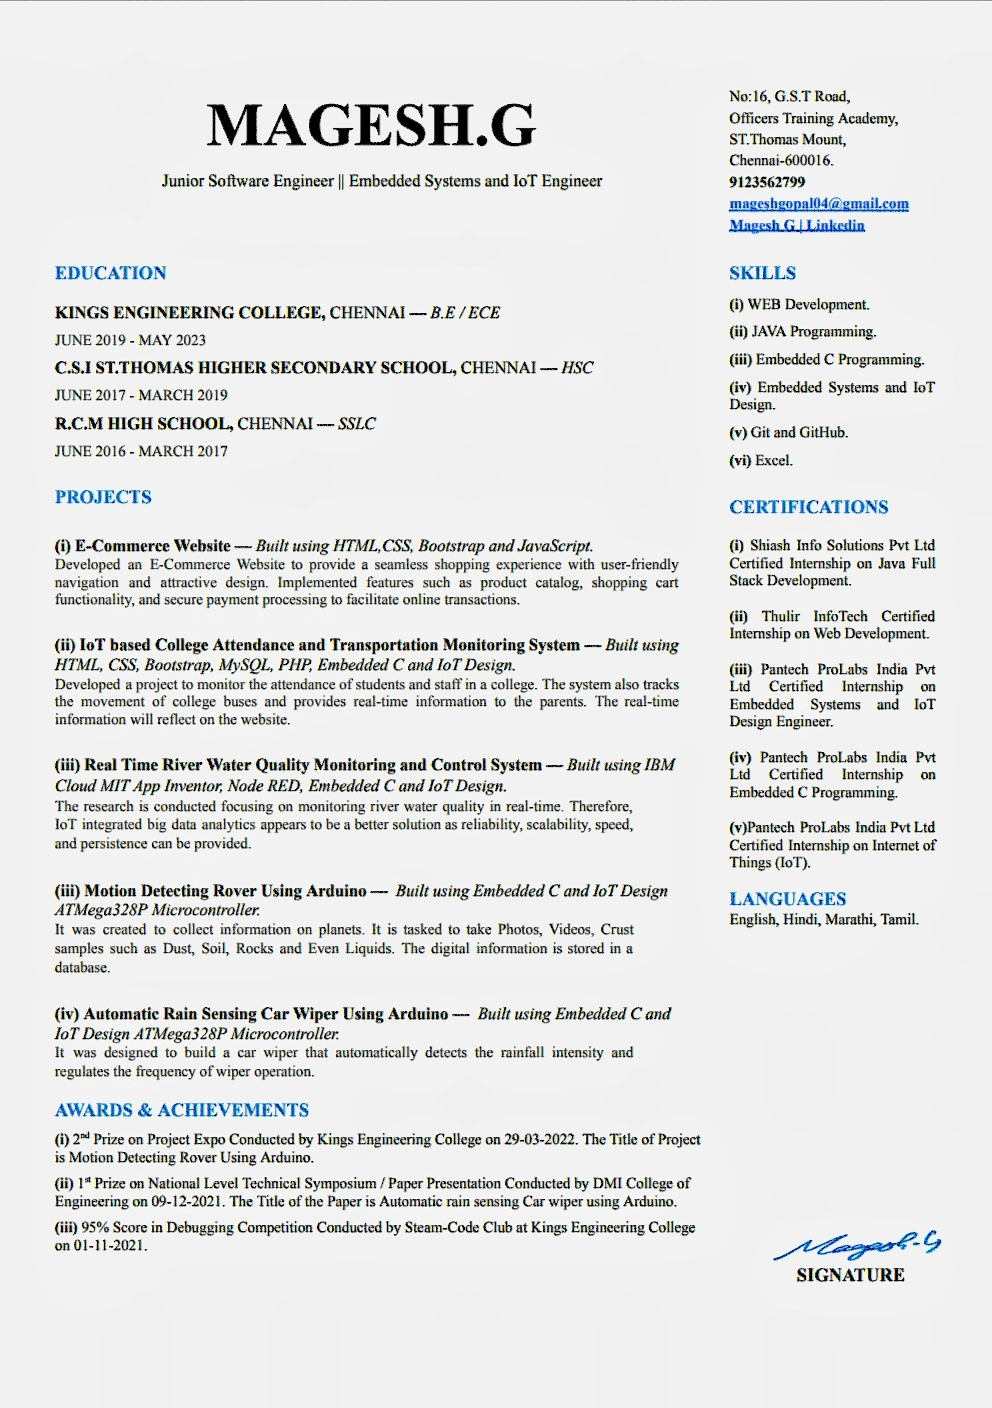 MAGESH.G
Junior Software Engineer || Embedded Systems and IoT Engineer
No:16, G.S.T Road,
Officers Training Academy,
ST.Thomas Mount,
Chennai-600016.
9123562799
mageshgopal04@gmail.com
Magesh G | Linkedin
EDUCATION
KINGS ENGINEERING COLLEGE, CHENNAI — B.E / ECE
JUNE 2019 - MAY 2023
C.S.I ST.THOMAS HIGHER SECONDARY SCHOOL, CHENNAI — HSC
JUNE 2017 - MARCH 2019
R.C.M HIGH SCHOOL, CHENNAI — SSLC
JUNE 2016 - MARCH 2017
PROJECTS
(i) E-Commerce Website — Built using HTML,CSS, Bootstrap and JavaScript.
Developed an E-Commerce Website to provide a seamless shopping experience with user-friendly
navigation and attractive design. Implemented features such as product catalog, shopping cart
functionality, and secure payment processing to facilitate online transactions.
(ii) IoT based College Attendance and Transportation Monitoring System — Built using
HTML, CSS, Bootstrap, MySQL, PHP, Embedded C and IoT Design.
Developed a project to monitor the attendance of students and staff in a college. The system also tracks
the movement of college buses and provides real-time information to the parents. The real-time
information will reflect on the website.
(iii) Real Time River Water Quality Monitoring and Control System — Built using IBM
Cloud MIT App Inventor, Node RED, Embedded C and IoT Design.
The research is conducted focusing on monitoring river water quality in real-time. Therefore,
IoT integrated big data analytics appears to be a better solution as reliability, scalability, speed,
and persistence can be provided.
(iii) Motion Detecting Rover Using Arduino — Built using Embedded C and IoT Design
ATMega328P Microcontroller.
It was created to collect information on planets. It is tasked to take Photos, Videos, Crust
samples such as Dust, Soil, Rocks and Even Liquids. The digital information is stored in a
database.
(iv) Automatic Rain Sensing Car Wiper Using Arduino — Built using Embedded C and
IoT Design ATMega328P Microcontroller.
It was designed to build a car wiper that automatically detects the rainfall intensity and
regulates the frequency of wiper operation.
AWARDS & ACHIEVEMENTS
(i) 2nd Prize on Project Expo Conducted by Kings Engineering College on 29-03-2022. The Title of Project
is Motion Detecting Rover Using Arduino.
(ii) 1st Prize on National Level Technical Symposium / Paper Presentation Conducted by DMI College of
Engineering on 09-12-2021. The Title of the Paper is Automatic rain sensing Car wiper using Arduino.
(iii) 95% Score in Debugging Competition Conducted by Steam-Code Club at Kings Engineering College
on 01-11-2021.
SKILLS
(i) WEB Development.
(ii) JAVA Programming.
(iii) Embedded C Programming.
(iv) Embedded Systems and IoT
Design.
(v) Git and GitHub.
(vi) Excel.
CERTIFICATIONS
(i) Shiash Info Solutions Pvt Ltd
Certified Internship on Java Full
Stack Development.
(ii) Thulir InfoTech Certified
Internship on Web Development.
(iii) Pantech ProLabs India Pvt
Ltd Certified Internship on
Embedded Systems and IoT
Design Engineer.
(iv) Pantech ProLabs India Pvt
Ltd Certified Internship on
Embedded C Programming.
(v)Pantech ProLabs India Pvt Ltd
Certified Internship on Internet of
Things (IoT).
LANGUAGES
English, Hindi, Marathi, Tamil.
Magesh.G
SIGNATURE